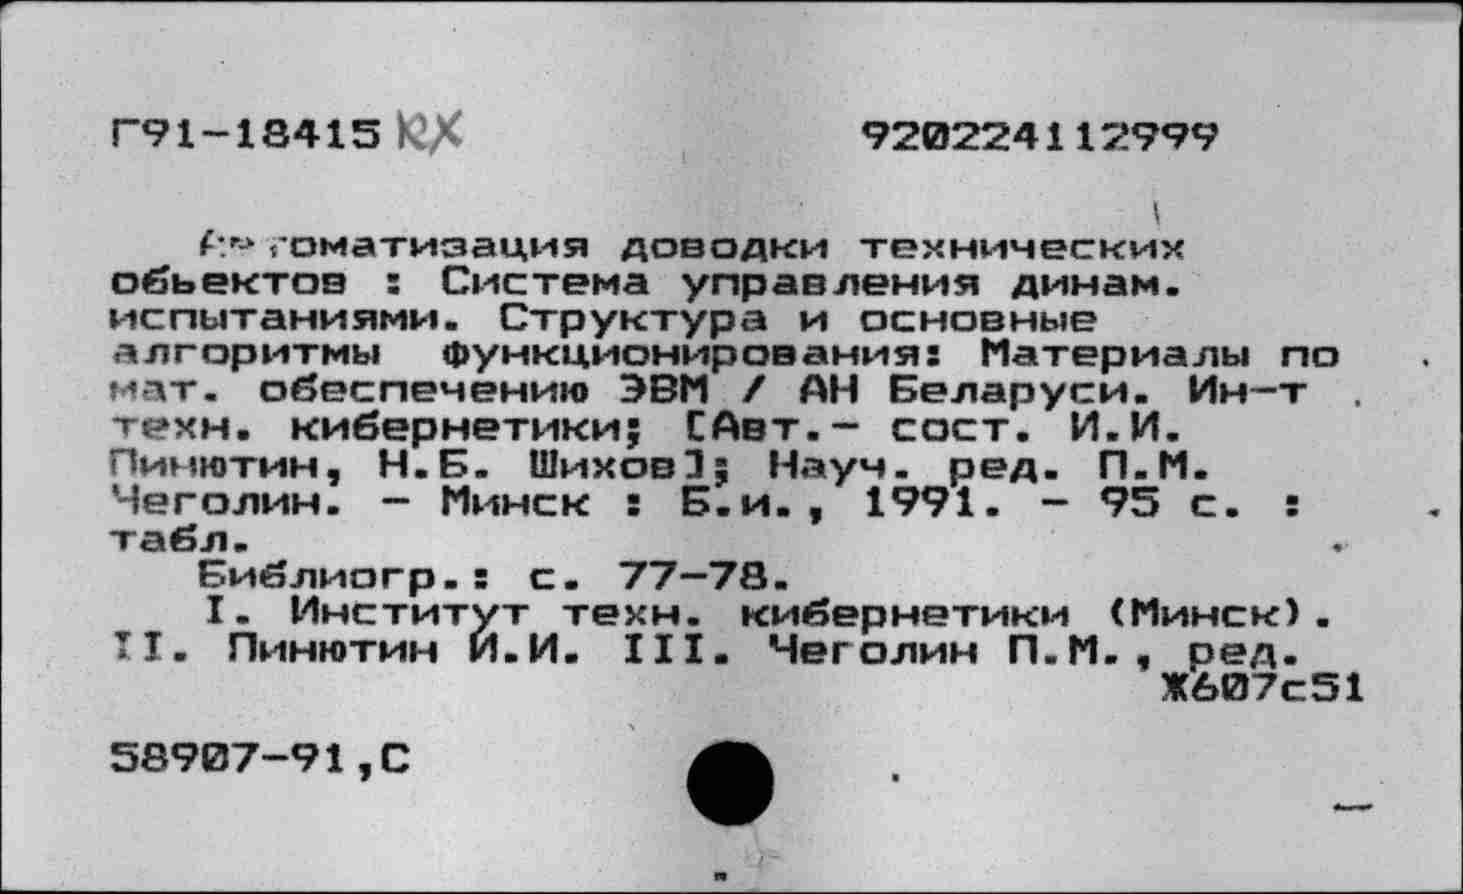 Г91-18415 кх
920224112999
Автоматизация доводки технических
обьектов : Система управления динам.
испытаниями. Структура и основные
алгоритмы функционирования: Материалы по
мат. обеспечению ЭВМ / АН Беларуси. Ин-т
техн. кибернетики; [Авт.- сост. И.И.
Пинютин, Н.Б. Шихов]; Науч. ред. П.М.
Чеголин. - Минск : Б.и., 1991. - 95 с. :
табл.
Библиогр.: с. 77-78.
I. Институт техн. кибернетики (Минск).
II. Пинютин И.И. III. Чеголин П.М., ред.
Ж607с51
58907-91,С